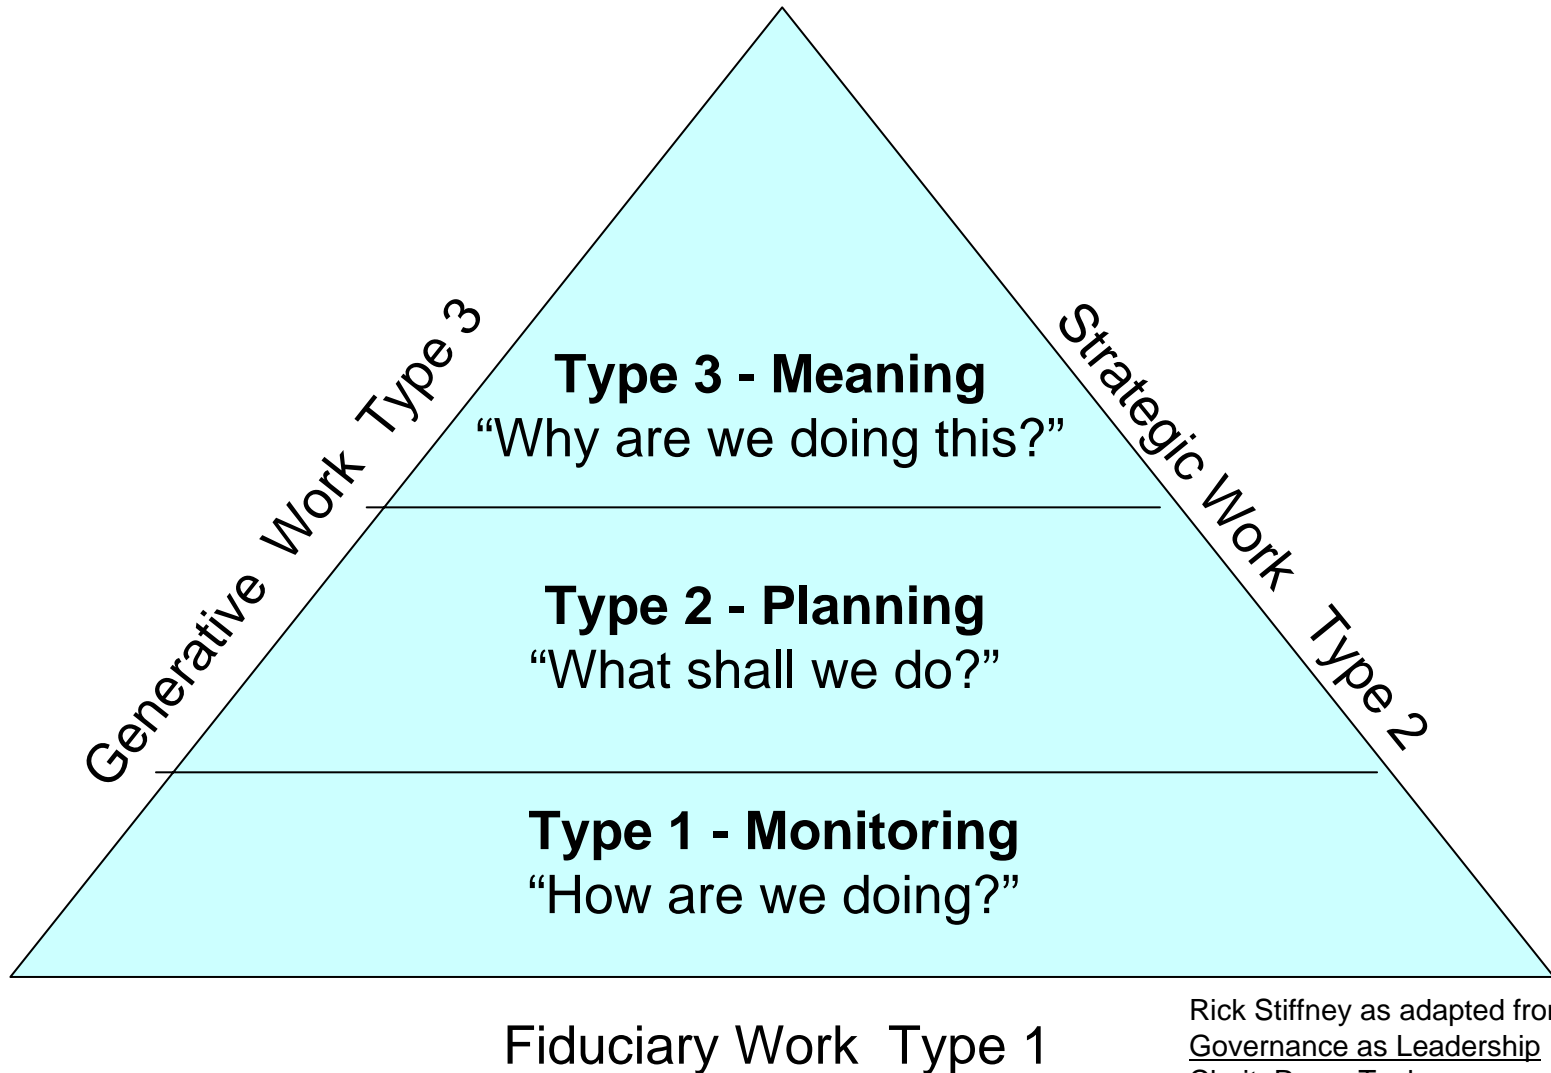 Generative Work Type 3
Strategic Work Type 2
Type 3 - Meaning
“Why are we doing this?”
Type 2 - Planning
“What shall we do?”
Type 1 - Monitoring
“How are we doing?”
Fiduciary Work Type 1
Rick Stiffney as adapted from
Governance as Leadership